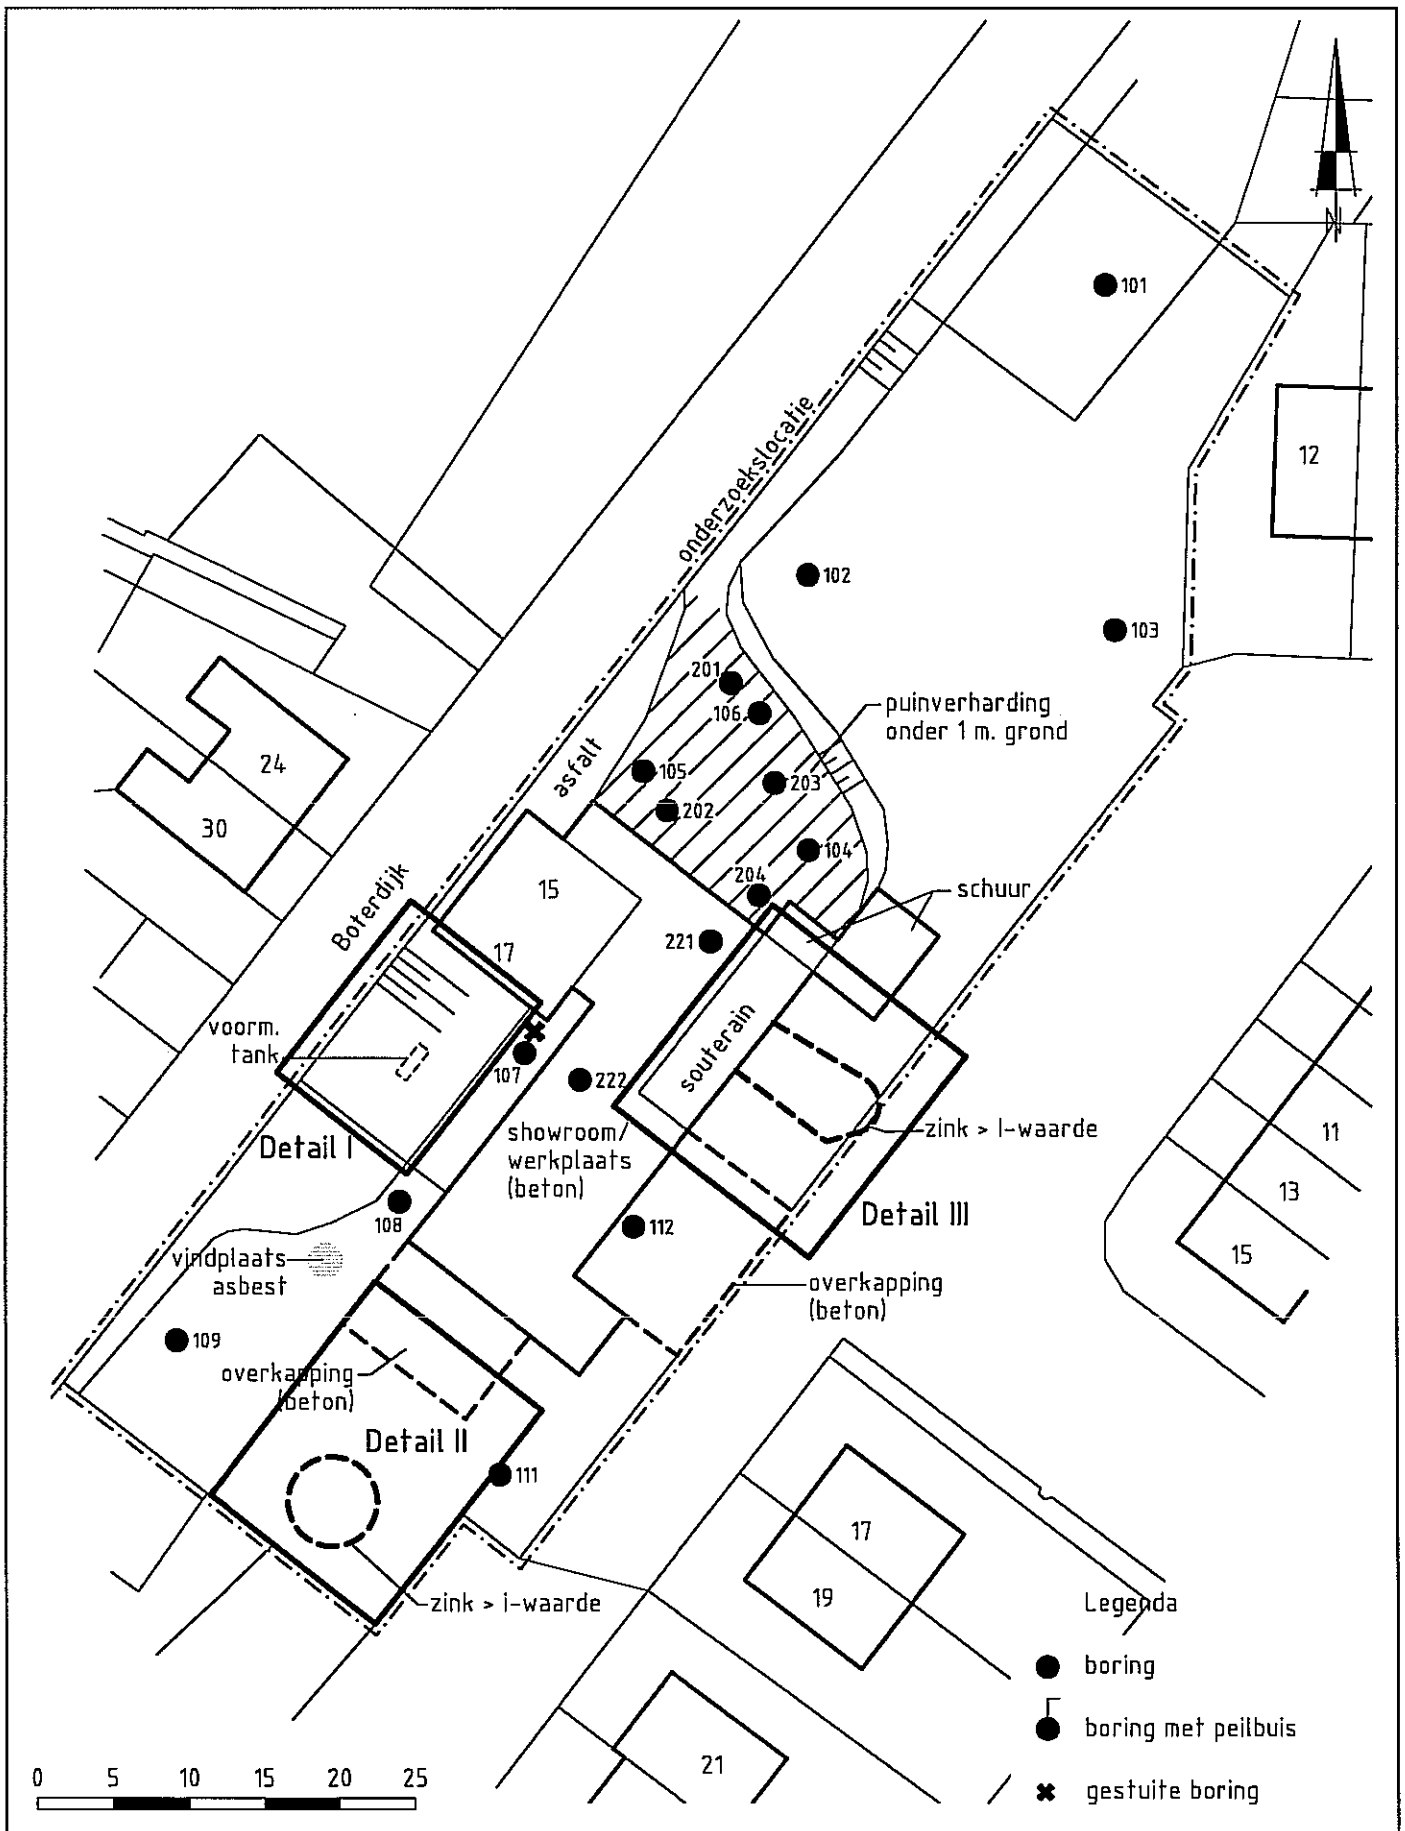 101
onderzoekslocatie
12
102
103
201
106
puinverharding
onder 1 m. grond
asfalt
24
105
203
202
30
104
Boterdijk
15
204
schuur
17
221
souterain
voorm.
tank
107
222
zink > I-waarde
showroom/
werkplaats
(beton)
Detail I
11
13
108
112
Detail III
15
vindplaats
asbest
overkapping
(beton)
109
overkapping
(beton)
Detail II
111
17
19
zink > i-waarde
21
Legenda
boring
boring met peilbuis
gestuite boring
0 5 10 15 20 25